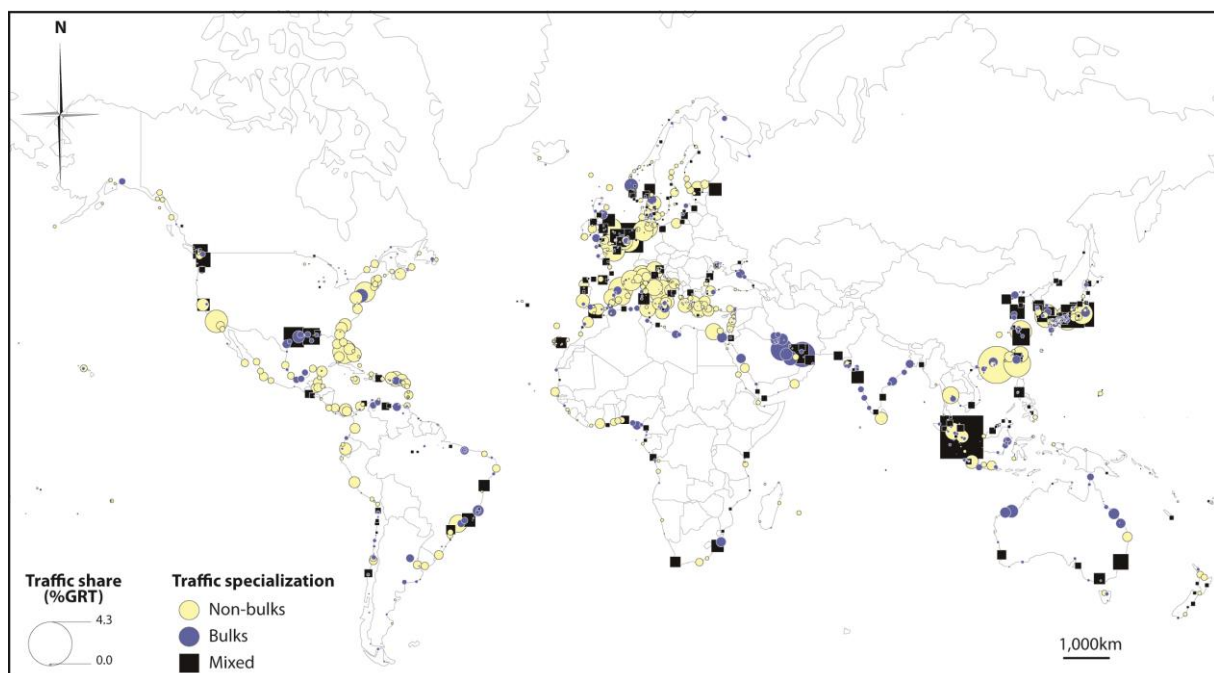 N
Traffic share
(%GRT)
4.3
0.0
Traffic specialization
Non-bulks
Bulks
Mixed
1,000km